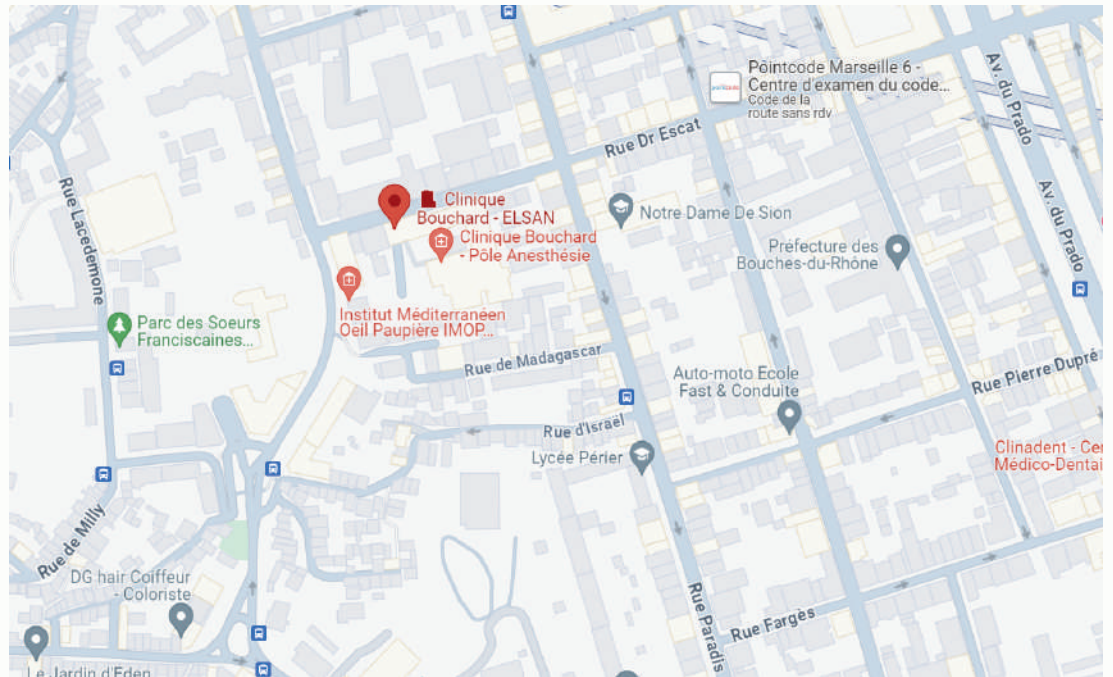 Pointcode Marseille 6 -
Centre d'examen du code...
Code de la
route sans rdv
Av. du Prado
Rue Dr Escat
Rue Lacedemone
Clinique
Bouchard - ELSAN
Notre Dame De Sion
Av. du Prado
Clinique Bouchard
- Pôle Anesthésie
Préfecture des
Bouches-du-Rhône
Institut Méditerranéen
Oeil Paupière IMOP...
Parc des Soeurs
Franciscaines...
Rue de Madagascar
Auto-moto Ecole
Fast & Conduite
Rue Pierre Dupré
Rue d'Israël
Lycée Périer
Clinadent - Cer
Médico-Dentai
Rue de Milly
DG hair Coiffeur
- Coloriste
Rue Paradis
Rue Fargès
Le Jardin d'Eden